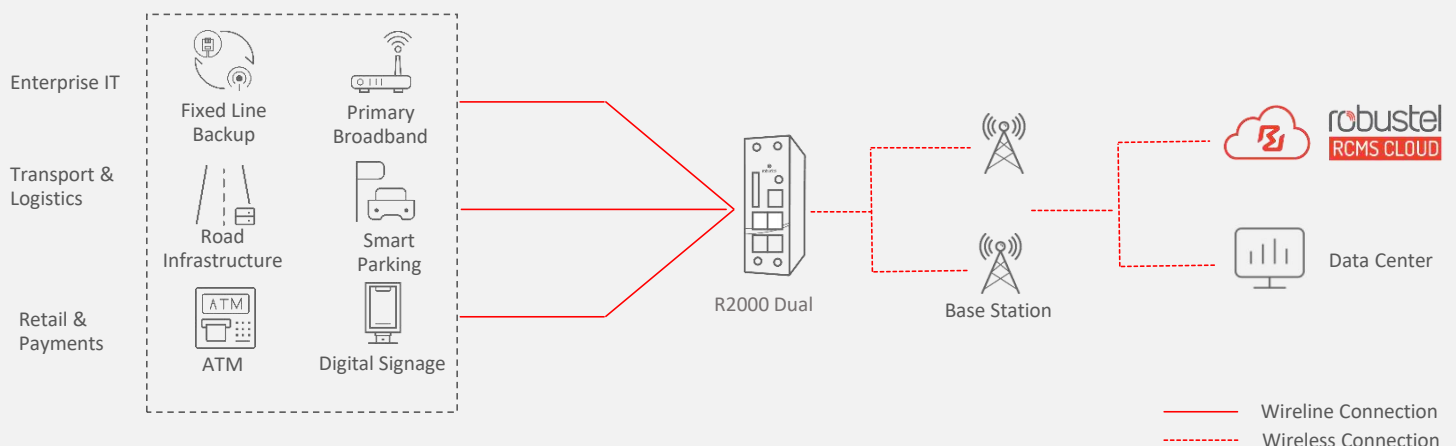 Enterprise IT
Fixed Line
Backup
Primary
Broadband
Transport &
Logistics
Road
Infrastructure
Smart
Parking
Retail &
Payments
ATM
ATM
Digital Signage
R2000 Dual
Base Station
robustel
RCMS CLOUD
Data Center
Wireline Connection
Wireless Connection